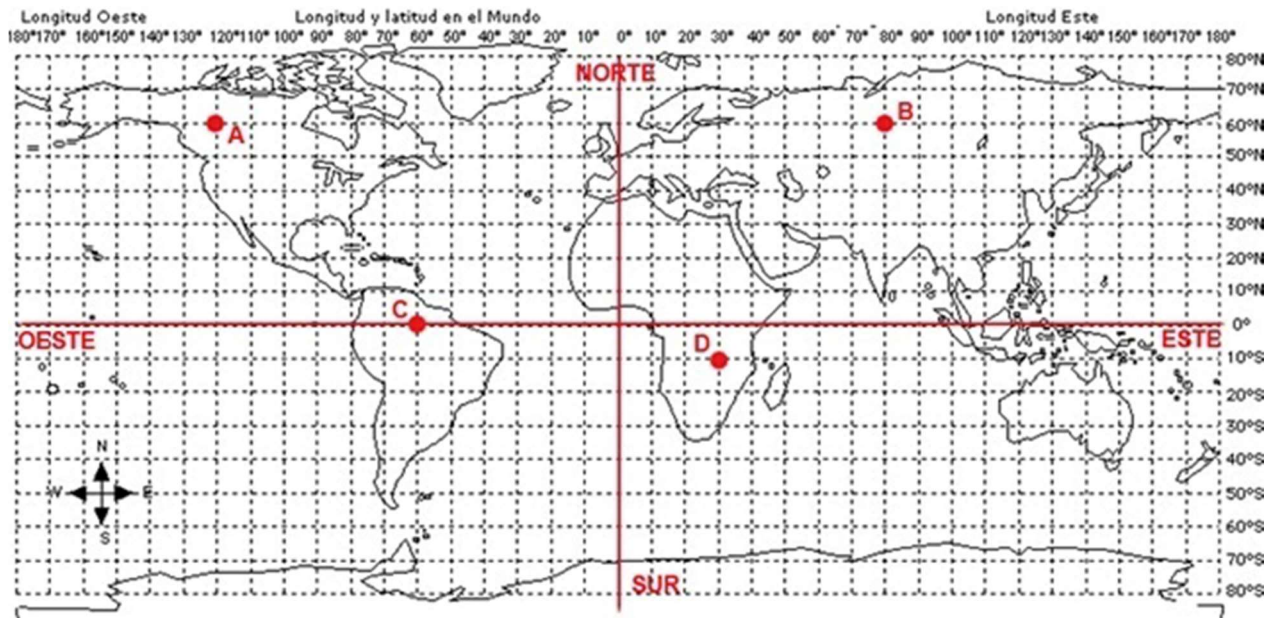 Longitud Oeste Longitud y latitud en el Mundo Longitud Este
180° 170° 160° 150° 140° 130° 120° 110° 100° 90° 80° 70° 60° 50° 40° 30° 20° 10° 0° 10° 20° 30° 40° 50° 60° 70° 80° 90° 100° 110° 120° 130° 140° 150° 160° 170° 180°
80°N
NORTE
70°N
A B
60°N
50°N
40°N
30°N
20°N
10°N
C
OESTE 0° ESTE
D
10°S
20°S
30°S
N
40°S
W E
50°S
S
60°S
70°S
SUR
80°S